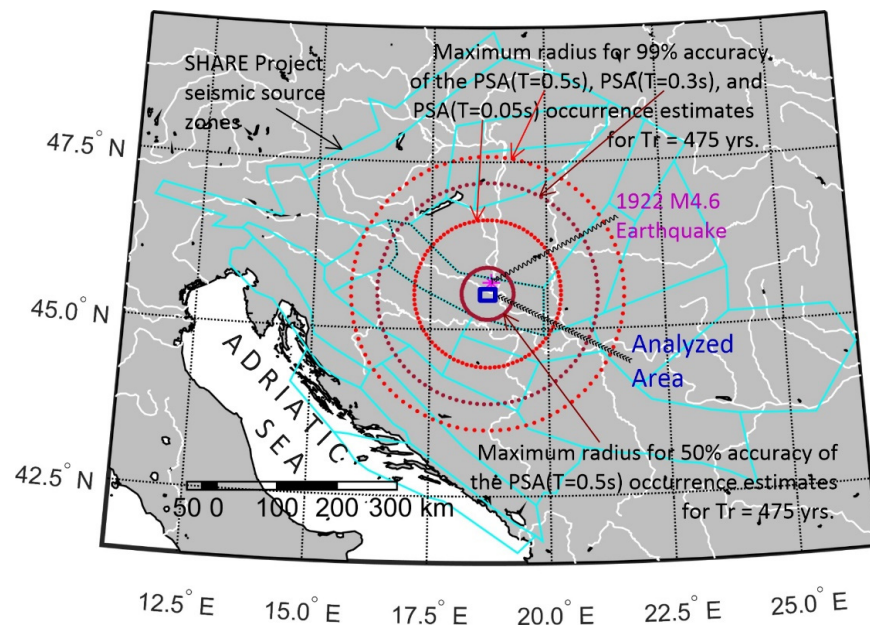 SHARE Project
seismic source
zones
Maximum radius for 99% accuracy
of the PSA(T=0.5s), PSA(T=0.3s), and
PSA(T=0.05s) occurrence estimates
for Tr = 475 yrs.
47.5° N
1922 M4.6
Earthquake
45.0° N
Analyzed
Area
ADRIATIC
SEA
42.5° N
Maximum radius for 50% accuracy of
the PSA(T=0.5s) occurrence estimates
for Tr = 475 yrs.
50 0 100 200 300 km
12.5° E 15.0° E 17.5° E 20.0° E 22.5° E 25.0° E